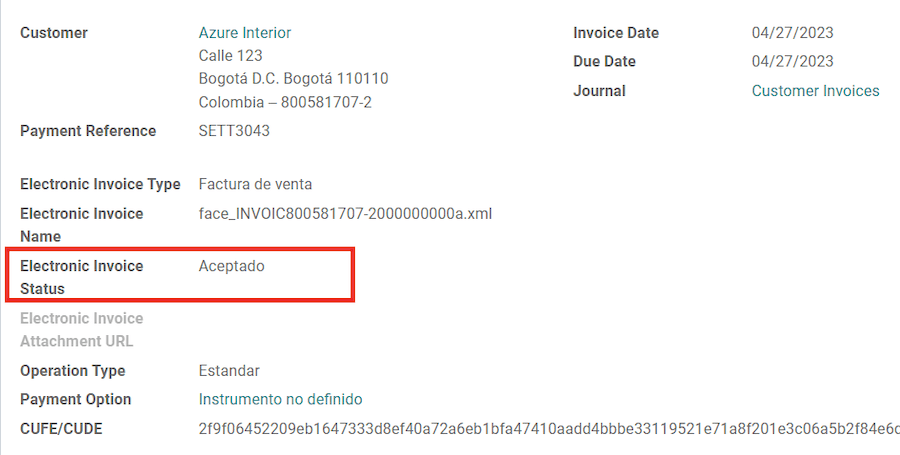 Customer Azure Interior Invoice Date 04/27/2023
Calle 123 Due Date 04/27/2023
Bogotá D.C. Bogotá 110110 Journal Customer Invoices
Colombia – 800581707-2
Payment Reference SETT3043
Electronic Invoice Type Factura de venta
Electronic Invoice Name face_INVOIC800581707-2000000000a.xml
Electronic Invoice Status Aceptado
Electronic Invoice
Attachment URL
Operation Type Estandar
Payment Option Instrumento no definido
CUFE/CUDE 2f9f06452209eb1647333d8ef40a72a6eb1bfa47410aadd4bbbe33119521e71a8f201e3c06a5b2f84e6d